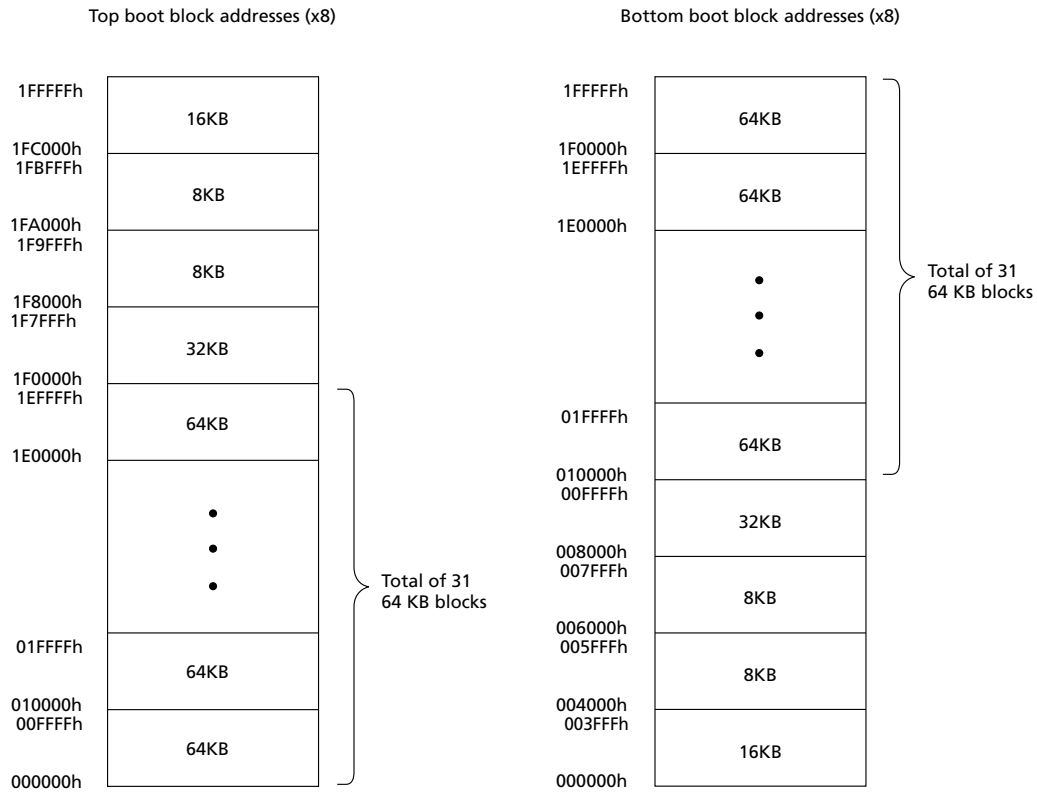 Top boot block addresses (x8)
1FFFFFh
16KB
1FC000h
1FBFFFh
8KB
1FA000h
1F9FFFh
8KB
1F8000h
1F7FFFh
32KB
1F0000h
1EFFFFh
64KB
1E0000h
Total of 31
64 KB blocks
01FFFFh
64KB
010000h
00FFFFh
64KB
000000h
Bottom boot block addresses (x8)
1FFFFFh
64KB
1F0000h
1EFFFFh
64KB
1E0000h
Total of 31
64 KB blocks
01FFFFh
64KB
010000h
00FFFFh
32KB
008000h
007FFFh
8KB
006000h
005FFFh
8KB
004000h
003FFFh
16KB
000000h